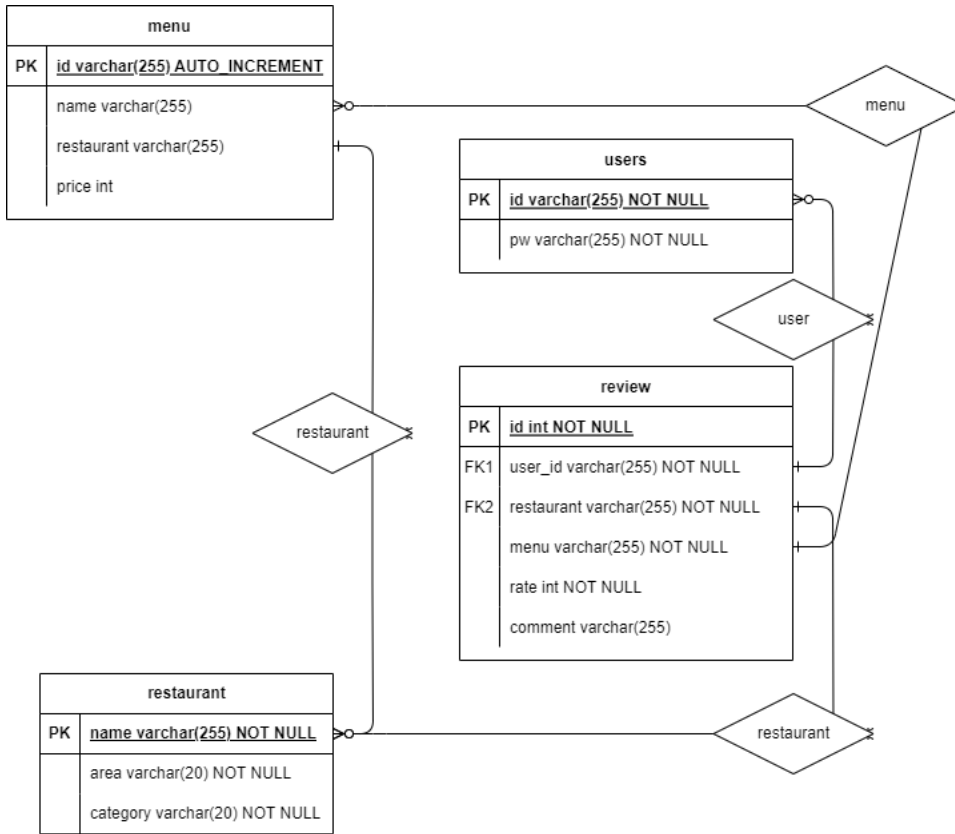 menu
PK id varchar(255) AUTO_INCREMENT
name varchar(255)
restaurant varchar(255)
price int
menu
users
PK id varchar(255) NOT NULL
pw varchar(255) NOT NULL
user
review
PK id int NOT NULL
FK1 user_id varchar(255) NOT NULL
FK2 restaurant varchar(255) NOT NULL
menu varchar(255) NOT NULL
rate int NOT NULL
comment varchar(255)
restaurant
restaurant
PK name varchar(255) NOT NULL
area varchar(20) NOT NULL
category varchar(20) NOT NULL
restaurant